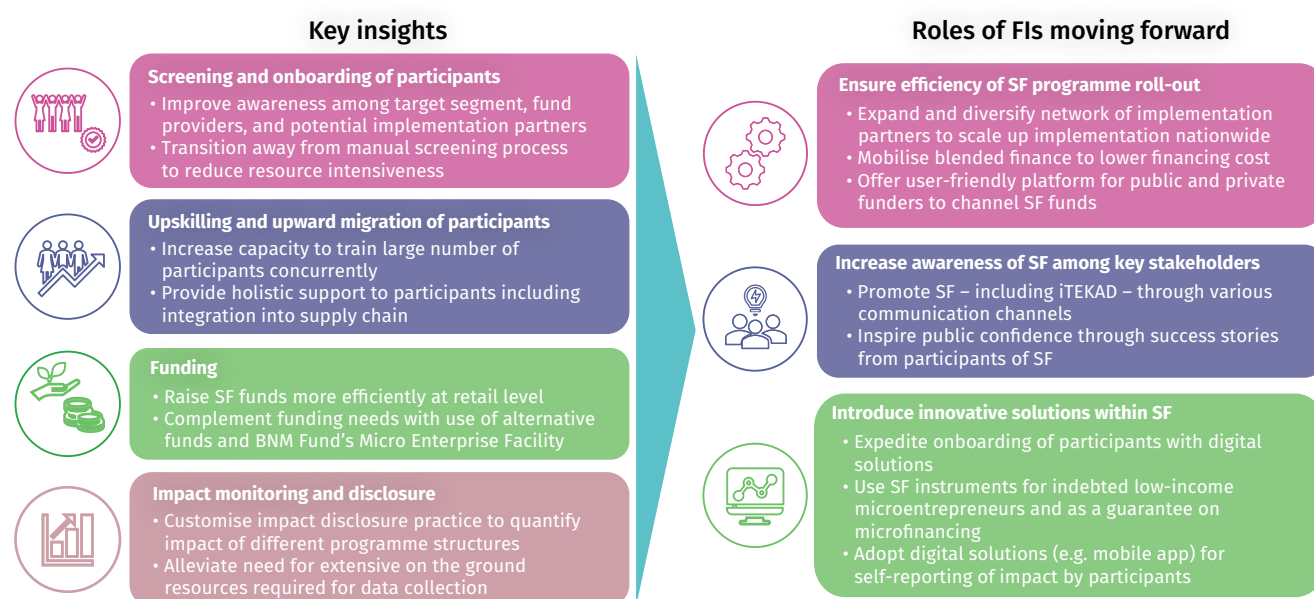 Key insights
Screening and onboarding of participants
• Improve awareness among target segment, fund
providers, and potential implementation partners
• Transition away from manual screening process
to reduce resource intensiveness
Upskilling and upward migration of participants
• Increase capacity to train large number of
participants concurrently
• Provide holistic support to participants including
integration into supply chain
Funding
• Raise SF funds more efficiently at retail level
• Complement funding needs with use of alternative
funds and BNM Fund's Micro Enterprise Facility
Impact monitoring and disclosure
• Customise impact disclosure practice to quantify
impact of different programme structures
• Alleviate need for extensive on the ground
resources required for data collection
Roles of FIs moving forward
Ensure efficiency of SF programme roll-out
• Expand and diversify network of implementation
partners to scale up implementation nationwide
• Mobilise blended finance to lower financing cost
• Offer user-friendly platform for public and private
funders to channel SF funds
Increase awareness of SF among key stakeholders
• Promote SF – including iTEKAD – through various
communication channels
• Inspire public confidence through success stories
from participants of SF
Introduce innovative solutions within SF
• Expedite onboarding of participants with digital
solutions
• Use SF instruments for indebted low-income
microentrepreneurs and as a guarantee on
microfinancing
• Adopt digital solutions (e.g. mobile app) for
self-reporting of impact by participants